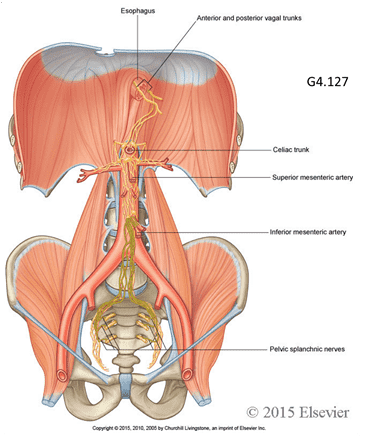 Esophagus
Anterior and posterior vagal trunks
G4.127
Celiac trunk
Superior mesenteric artery
Inferior mesenteric artery
Pelvic splanchnic nerves
© 2015 Elsevier
Copyright © 2015, 2010, 2005 by Churchill Livingstone, an imprint of Elsevier Inc.